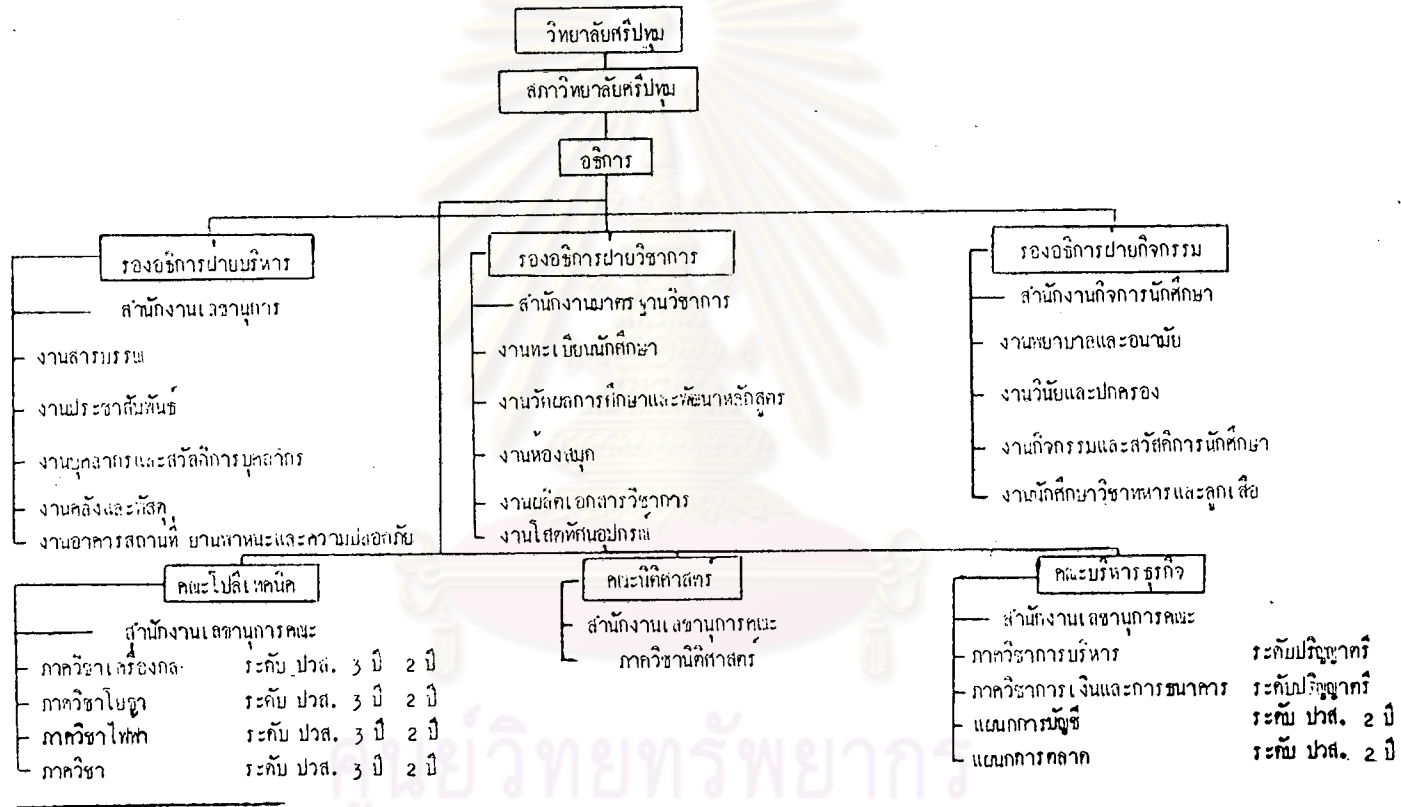 วิทยาลัยศรีปทุม
สภาวิทยาลัยศรีปทุม
อธิการ
รองอธิการฝ่ายบริหาร
สำนักงานเลขานุการ
งานสารบรรณ
งานประชาสัมพันธ์
งานบุคลากรและสวัสดิการบุคลากร
งานคลังและพัสดุ
งานอาคารสถานที่ ยานพาหนะและความปลอดภัย
รองอธิการฝ่ายวิชาการ
สำนักงานมาตรฐานวิชาการ
งานทะเบียนนักศึกษา
งานวัดผลการศึกษาและพัฒนาหลักสูตร
งานห้องสมุด
งานผลิตเอกสารวิชาการ
งานโสตทัศนอุปกรณ์
รองอธิการฝ่ายกิจกรรม
สำนักงานกิจการนักศึกษา
งานพยาบาลและอนามัย
งานวินัยและปกครอง
งานกิจกรรมและสวัสดิการนักศึกษา
งานนักศึกษาวิชาทหารและลูกเสือ
คณะโปลีเทคนิค
สำนักงานเลขานุการคณะ
ภาควิชาเครื่องกล ระดับ ปวส. 3 ปี 2 ปี
ภาควิชาโยธา ระดับ ปวส. 3 ปี 2 ปี
ภาควิชาไฟฟ้า ระดับ ปวส. 3 ปี 2 ปี
ภาควิชา ระดับ ปวส. 3 ปี 2 ปี
คณะนิติศาสตร์
สำนักงานเลขานุการคณะ
ภาควิชานิติศาสตร์
คณะบริหารธุรกิจ
สำนักงานเลขานุการคณะ
ภาควิชาการบริหาร ระดับปริญญาตรี
ภาควิชาการเงินและการธนาคาร ระดับปริญญาตรี
แผนกการบัญชี ระดับ ปวส. 2 ปี
แผนกการตลาด ระดับ ปวส. 2 ปี
ศูนย์วิทยทรัพยากร